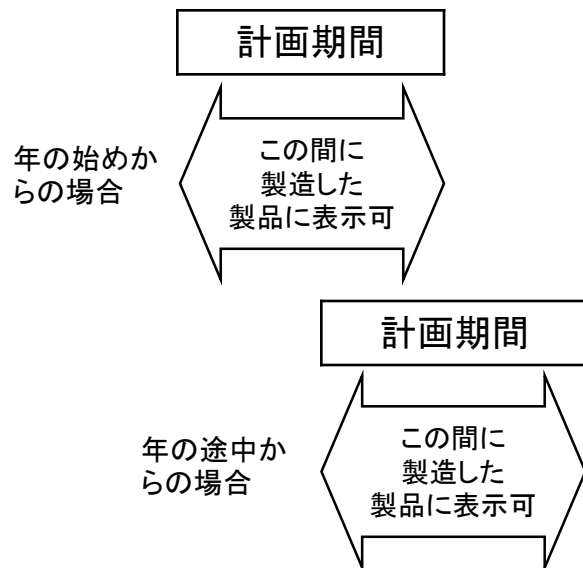 計画期間
年の始めか
らの場合
この間に
製造した
製品に表示可
計画期間
年の途中か
らの場合
この間に
製造した
製品に表示可